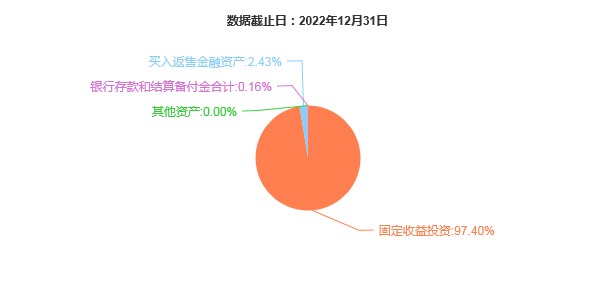 数据截止日：2022年12月31日
买入返售金融资产:2.43%
银行存款和结算备付金合计:0.16%
其他资产:0.00%
固定收益投资:97.40%